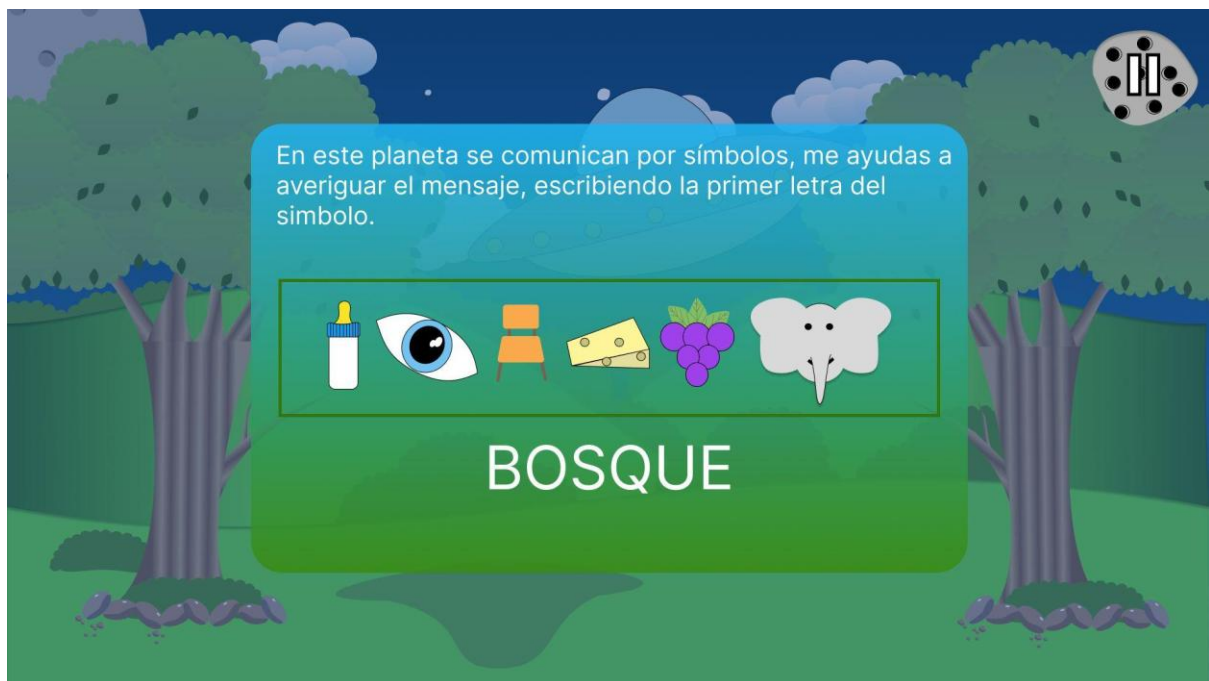 En este planeta se comunican por símbolos, me ayudas a
averiguar el mensaje, escribiendo la primer letra del
simbolo.
BOSQUE